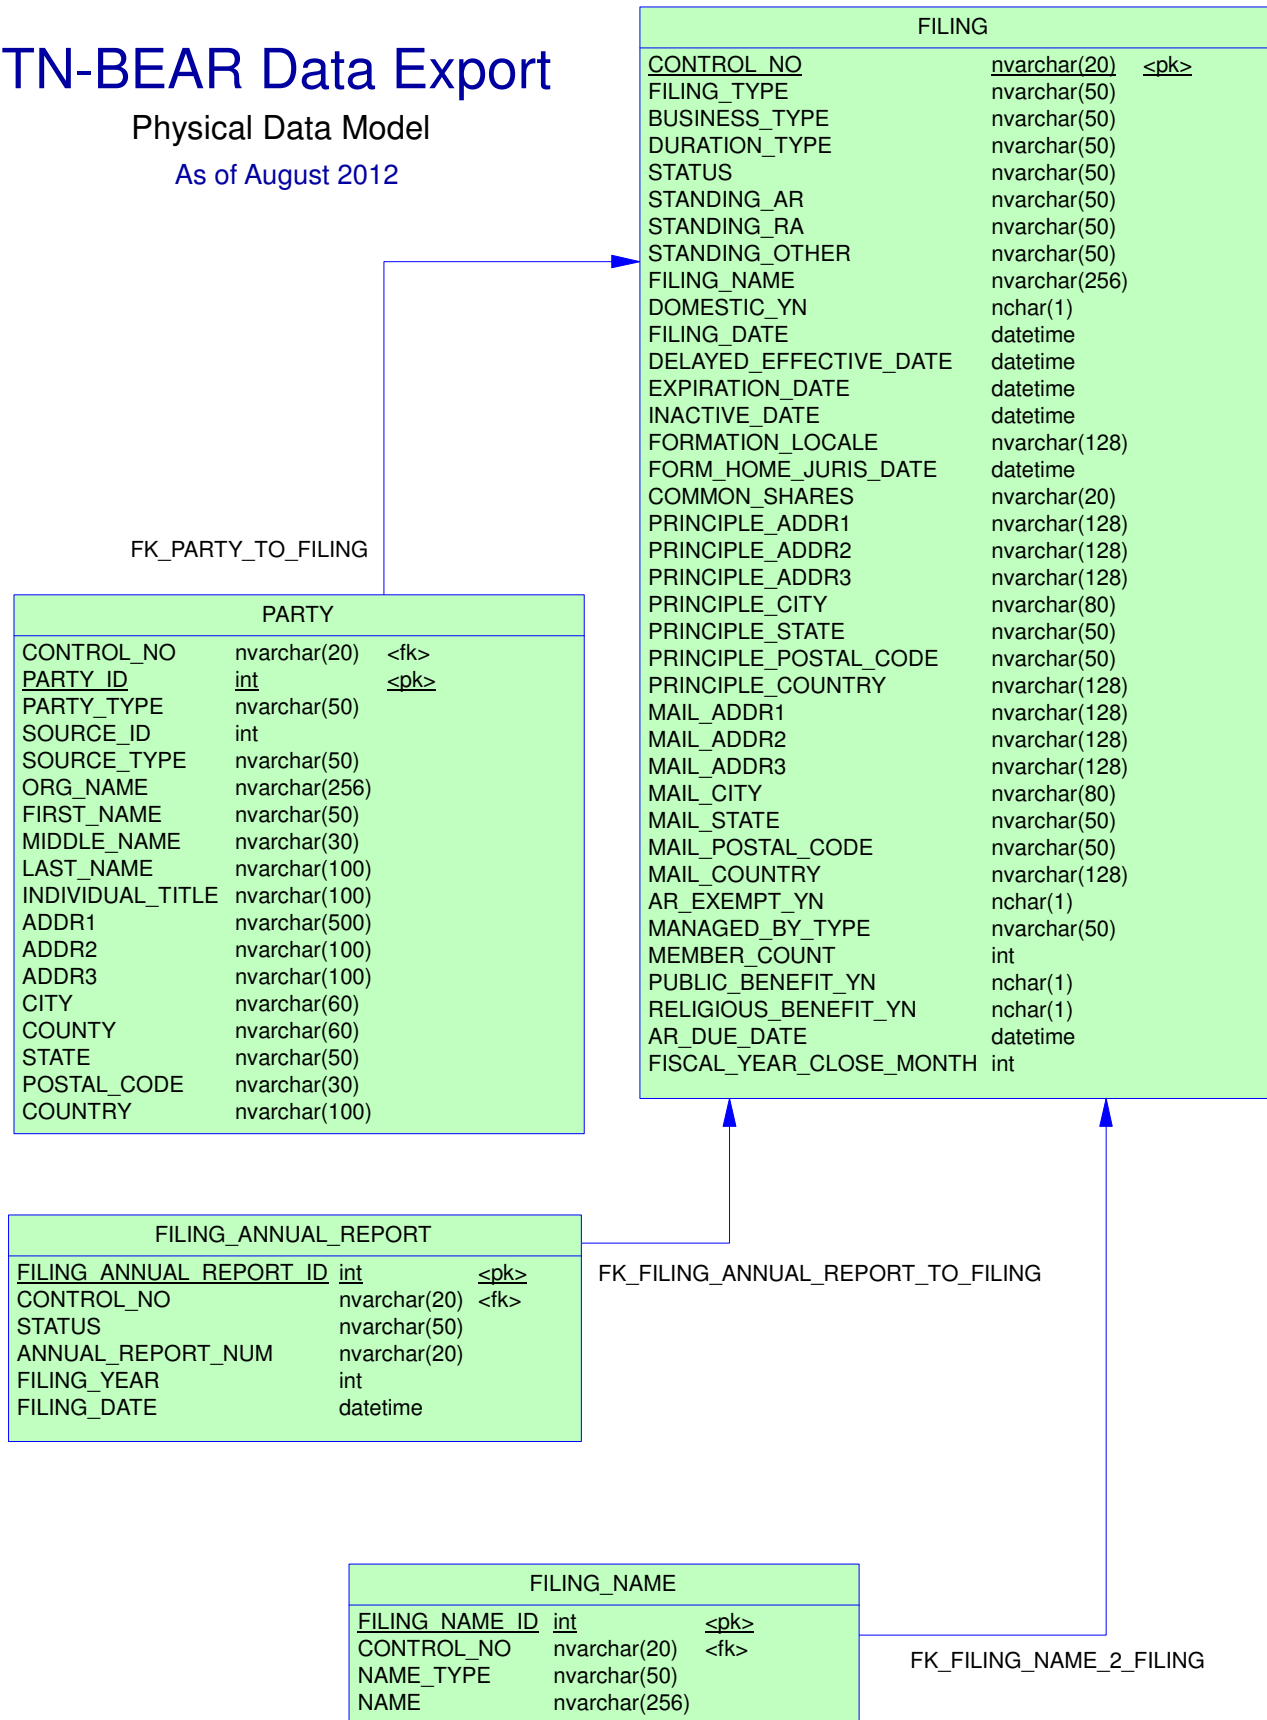 TN-BEAR Data Export
Physical Data Model
As of August 2012
FILING
CONTROL_NO nvarchar(20) <pk>
FILING_TYPE nvarchar(50)
BUSINESS_TYPE nvarchar(50)
DURATION_TYPE nvarchar(50)
STATUS nvarchar(50)
STANDING_AR nvarchar(50)
STANDING_RA nvarchar(50)
STANDING_OTHER nvarchar(50)
FILING_NAME nvarchar(256)
DOMESTIC_YN nchar(1)
FILING_DATE datetime
DELAYED_EFFECTIVE_DATE datetime
EXPIRATION_DATE datetime
INACTIVE_DATE datetime
FORMATION_LOCALE nvarchar(128)
FORM_HOME_JURIS_DATE datetime
COMMON_SHARES nvarchar(20)
PRINCIPLE_ADDR1 nvarchar(128)
PRINCIPLE_ADDR2 nvarchar(128)
PRINCIPLE_ADDR3 nvarchar(128)
PRINCIPLE_CITY nvarchar(80)
PRINCIPLE_STATE nvarchar(50)
PRINCIPLE_POSTAL_CODE nvarchar(50)
PRINCIPLE_COUNTRY nvarchar(128)
MAIL_ADDR1 nvarchar(128)
MAIL_ADDR2 nvarchar(128)
MAIL_ADDR3 nvarchar(128)
MAIL_CITY nvarchar(80)
MAIL_STATE nvarchar(50)
MAIL_POSTAL_CODE nvarchar(50)
MAIL_COUNTRY nvarchar(128)
AR_EXEMPT_YN nchar(1)
MANAGED_BY_TYPE nvarchar(50)
MEMBER_COUNT int
PUBLIC_BENEFIT_YN nchar(1)
RELIGIOUS_BENEFIT_YN nchar(1)
AR_DUE_DATE datetime
FISCAL_YEAR_CLOSE_MONTH int
FK_PARTY_TO_FILING
PARTY
CONTROL_NO nvarchar(20) <fk>
PARTY_ID int <pk>
PARTY_TYPE nvarchar(50)
SOURCE_ID int
SOURCE_TYPE nvarchar(50)
ORG_NAME nvarchar(256)
FIRST_NAME nvarchar(50)
MIDDLE_NAME nvarchar(30)
LAST_NAME nvarchar(100)
INDIVIDUAL_TITLE nvarchar(100)
ADDR1 nvarchar(500)
ADDR2 nvarchar(100)
ADDR3 nvarchar(100)
CITY nvarchar(60)
COUNTY nvarchar(60)
STATE nvarchar(50)
POSTAL_CODE nvarchar(30)
COUNTRY nvarchar(100)
FILING_ANNUAL_REPORT
FILING_ANNUAL_REPORT_ID int <pk>
CONTROL_NO nvarchar(20) <fk>
STATUS nvarchar(50)
ANNUAL_REPORT_NUM nvarchar(20)
FILING_YEAR int
FILING_DATE datetime
FK_FILING_ANNUAL_REPORT_TO_FILING
FILING_NAME
FILING_NAME_ID int <pk>
CONTROL_NO nvarchar(20) <fk>
NAME_TYPE nvarchar(50)
NAME nvarchar(256)
FK_FILING_NAME_2_FILING